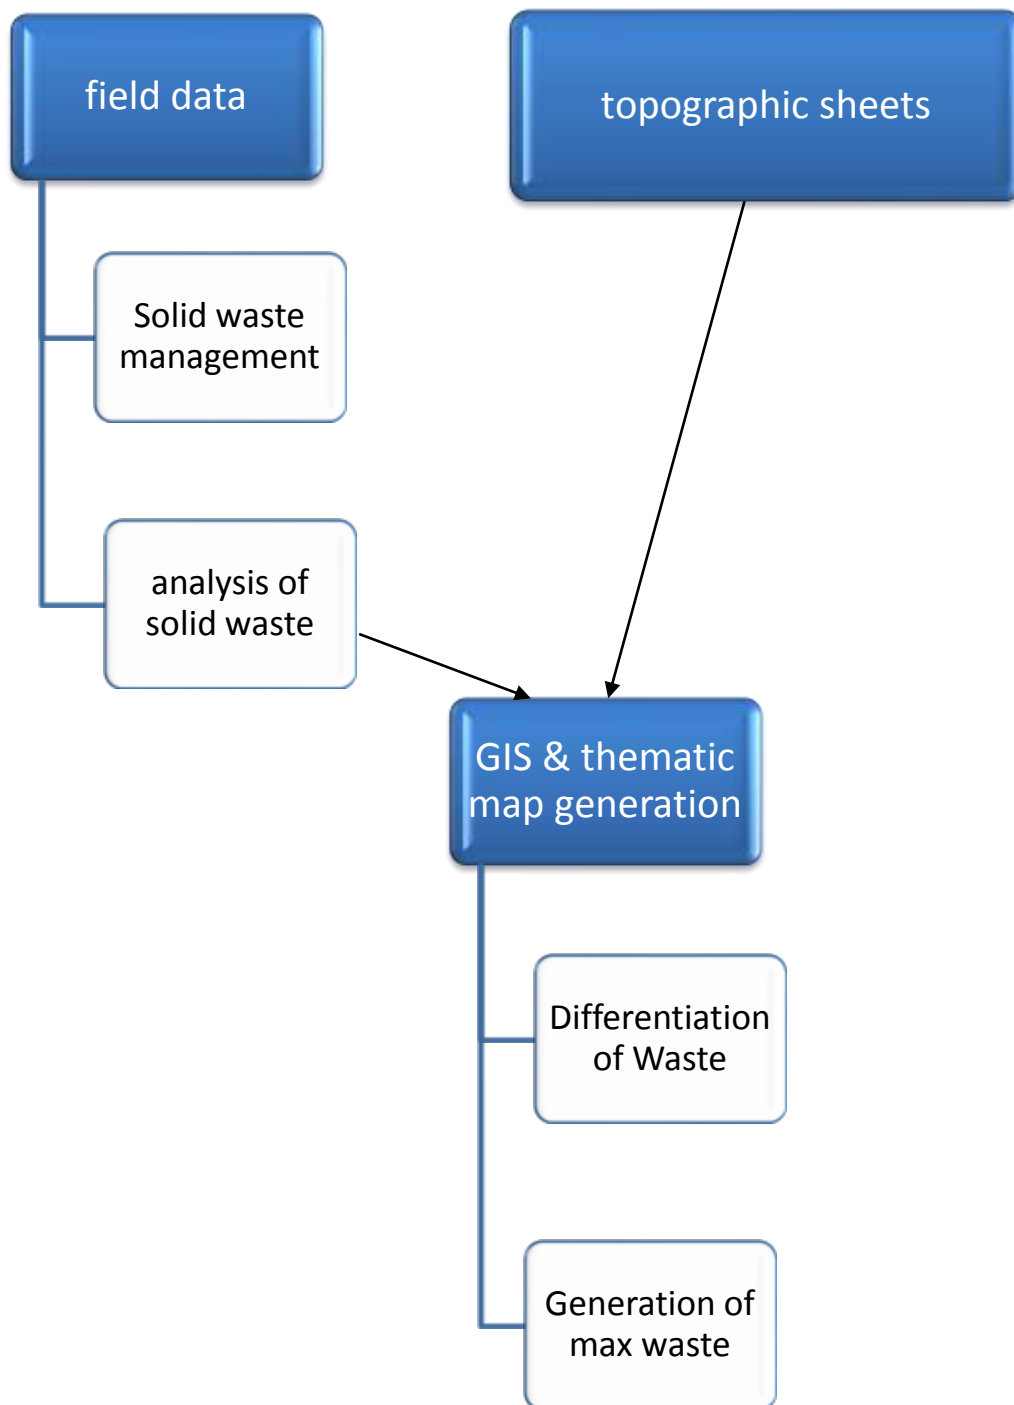 field data
topographic sheets
Solid waste
management
analysis of
solid waste
GIS & thematic
map generation
Differentiation
of Waste
Generation of
max waste